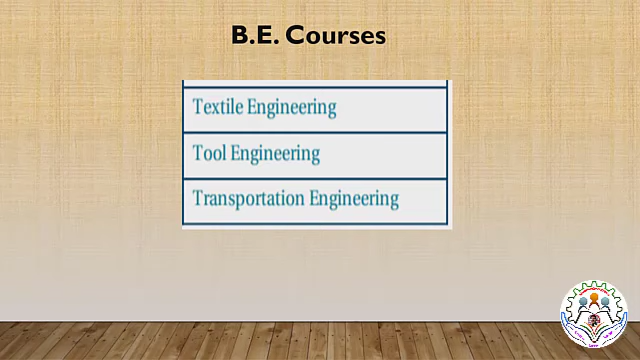 B.E. Courses
Textile Engineering
Tool Engineering
Transportation Engineering